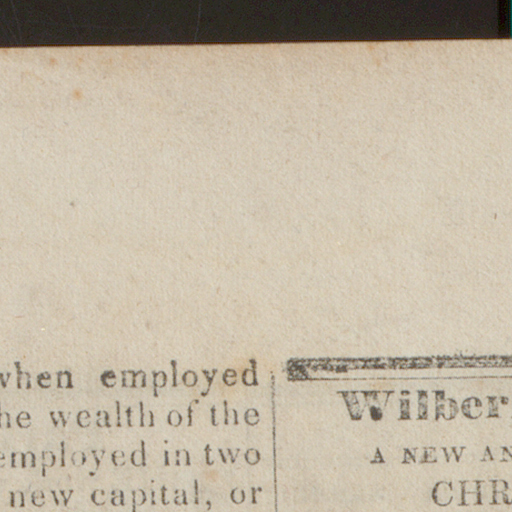 when employed
he wealth of the
employed in two
new capital, or
Wilber
A NEW AN
CHR